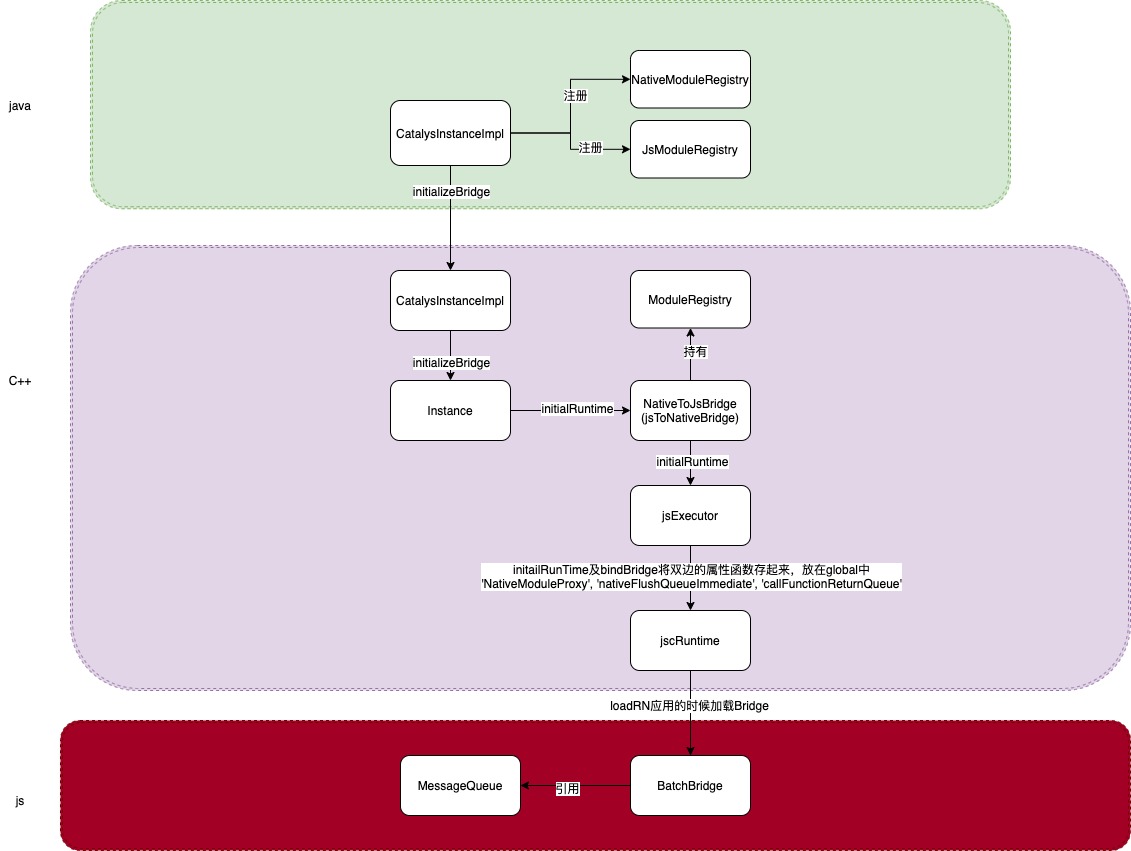 java
NativeModuleRegistry
注册
CatalysInstanceImpl
注册
JsModuleRegistry
initializeBridge
C++
CatalysInstanceImpl
ModuleRegistry
initializeBridge
持有
Instance
initialRuntime
NativeToJsBridge
(jsToNativeBridge)
initialRuntime
jsExecutor
initailRunTime及bindBridge将双边的属性函数存起来，放在global中
'NativeModuleProxy', 'nativeFlushQueueImmediate', 'callFunctionReturnQueue'
jscRuntime
loadRN应用的时候加载Bridge
js
MessageQueue
引用
BatchBridge